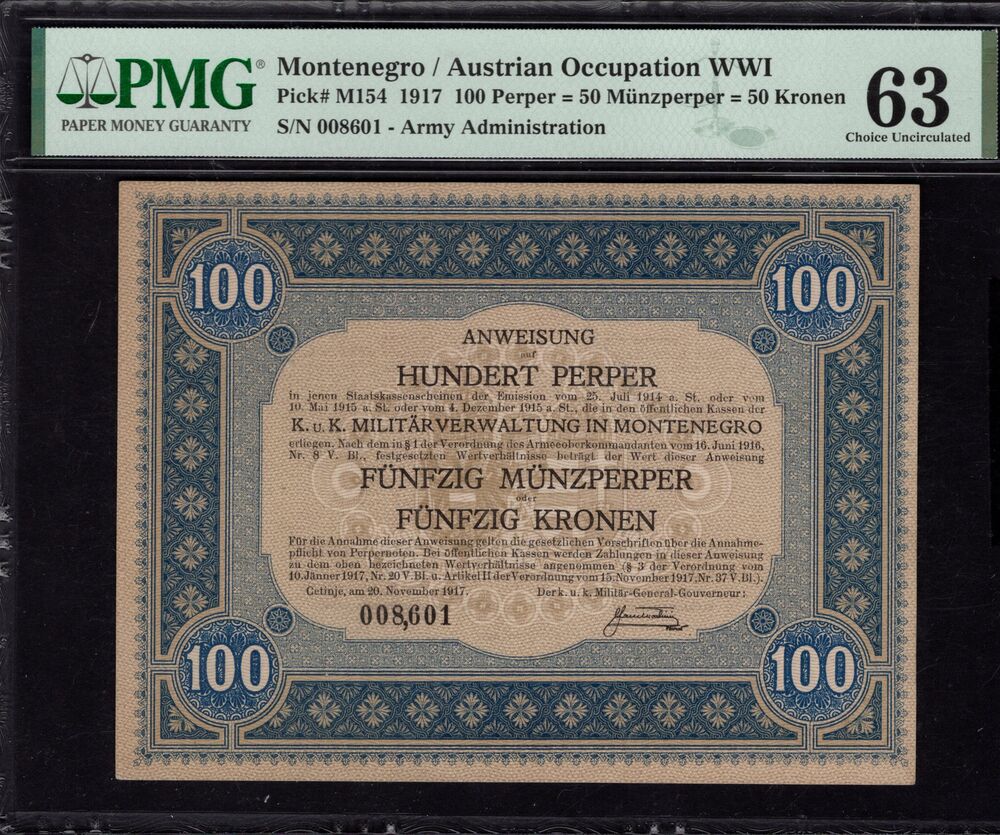 PMG®
PAPER MONEY GUARANTY
Montenegro / Austrian Occupation WWI
Pick# M154 1917 100 Perper = 50 Münzperper = 50 Kronen
S/N 008601 - Army Administration
63
Choice Uncirculated
100
100
ANWEISUNG
auf
HUNDERT PERPER
in jenen Staatskassenscheinen der Emission vom 25. Juli 1914 a. St. oder vom
10. Mai 1915 a. St. oder vom 4. Dezember 1915 a. St., die in den öffentlichen Kassen der
K. U. K. MILITÄRVERWALTUNG IN MONTENEGRO
erliegen. Nach dem in § 1 der Verordnung des Armeeoberkommandanten vom 16. Juni 1916,
Nr. 8 V. Bl., festgesetzten Wertverhältnisse beträgt der Wert dieser Anweisung
FÜNFZIG MÜNZPERPER
oder
FÜNFZIG KRONEN
Für die Annahme dieser Anweisung gelten die gesetzlichen Vorschriften über die Annahme-
pflicht von Perpernoten. Bei öffentlichen Kassen werden Zahlungen in dieser Anweisung
zu dem oben bezeichneten Wertverhältnisse angenommen (§ 3 der Verordnung vom
10. Jänner 1917, Nr. 20 V. Bl. u. Artikel II der Verordnung vom 15. November 1917, Nr. 37 V. Bl.).
Cetinje, am 20. November 1917. Der k. u. k. Militär-General-Gouverneur:
008,601
100
100